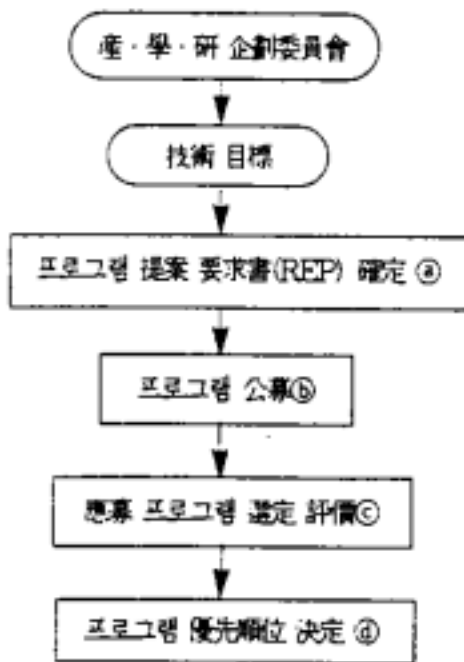 産·學·硏 企劃委員會
技術 目標
프로그램 提案 要求書(REP) 確定 ⓐ
프로그램 公募ⓑ
應募 프로그램 選定 評價ⓒ
프로그램 優先順位 決定 ⓓ